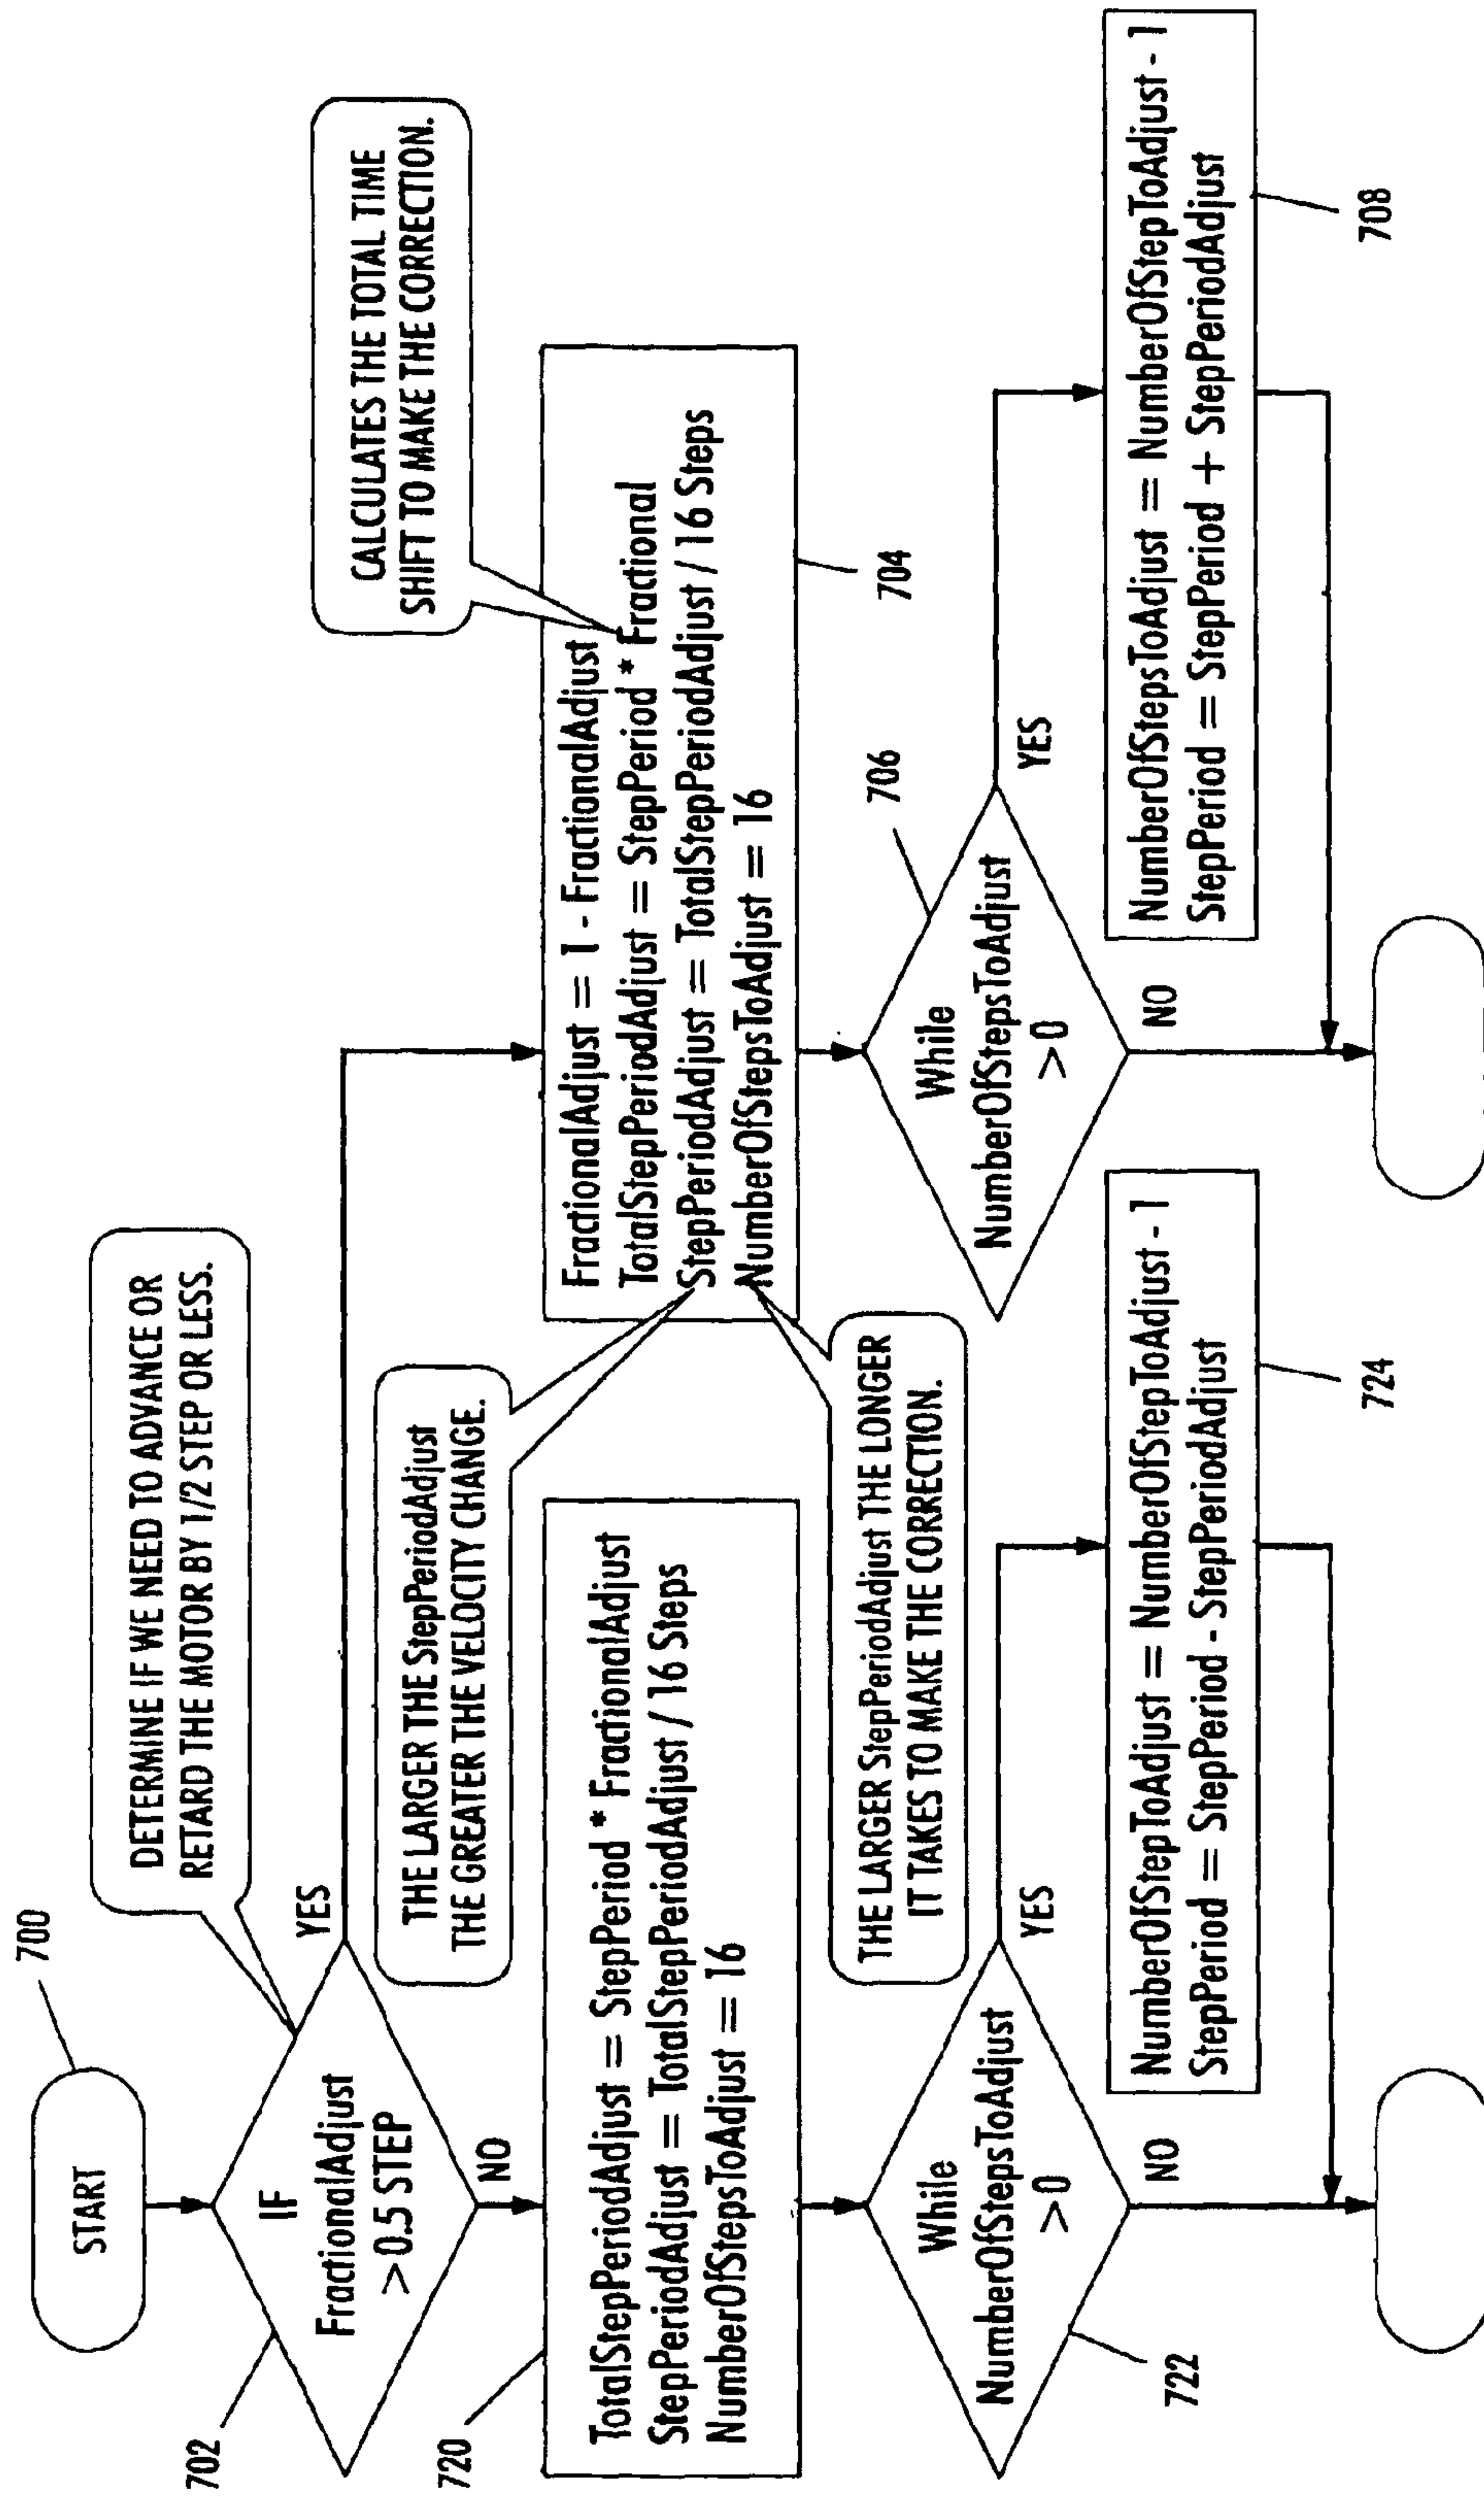 700
START
DETERMINE IF WE NEED TO ADVANCE OR
RETARD THE MOTOR BY 1/2 STEP OR LESS.
702
IF
FractionalAdjust
>0.5 STEP
YES
NO
CALCULATES THE TOTAL TIME
SHIFT TO MAKE THE CORRECTION.
THE LARGER THE StepPeriodAdjust
THE GREATER THE VELOCITY CHANGE.
720
TotalStepPeriodAdjust = StepPeriod * FractionalAdjust
StepPeriodAdjust = TotalStepPeriodAdjust / 16 Steps
NumberOfStepsToAdjust = 16
FractionalAdjust = 1 - FractionalAdjust
TotalStepPeriodAdjust = StepPeriod * Fractional
StepPeriodAdjust = TotalStepPeriodAdjust / 16 Steps
NumberOfStepsToAdjust = 16
704
THE LARGER StepPeriodAdjust THE LONGER
IT TAKES TO MAKE THE CORRECTION.
706
While
NumberOfStepsToAdjust
>0
YES
NO
While
NumberOfStepsToAdjust
>0
YES
NO
722
NumberOfStepToAdjust = NumberOfStepToAdjust - 1
StepPeriod = StepPeriod - StepPeriodAdjust
724
NumberOfStepsToAdjust = NumberOfStepToAdjust - 1
StepPeriod = StepPeriod + StepPeriodAdjust
708